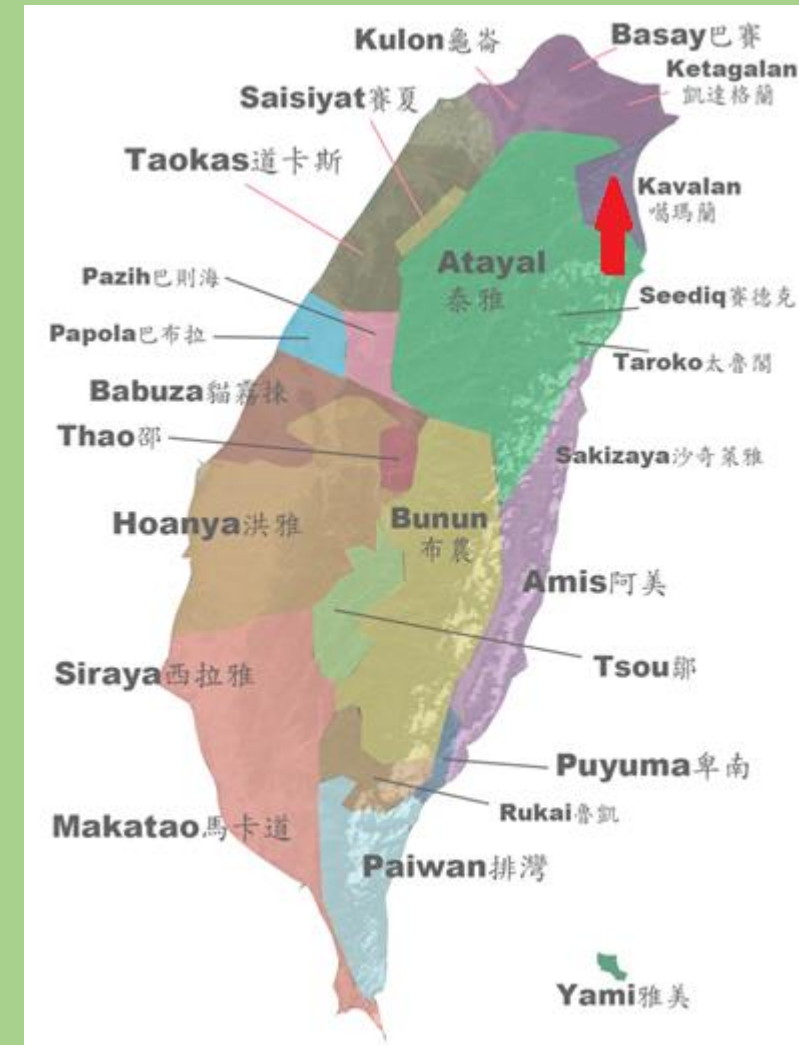 Kulon龜崙
Basay巴賽
Ketagalan
凱達格蘭
Saisiyat賽夏
Taokas道卡斯
Kavalan
噶瑪蘭
Atayal
泰雅
Pazih巴則海
Seediq賽德克
Papola巴布拉
Taroko太魯閣
Babuza貓霧捒
Thao邵
Sakizaya沙奇萊雅
Hoanya洪雅
Bunun
布農
Amis阿美
Siraya西拉雅
Tsou鄒
Puyuma卑南
Rukai魯凱
Makatao馬卡道
Paiwan排灣
Yami雅美